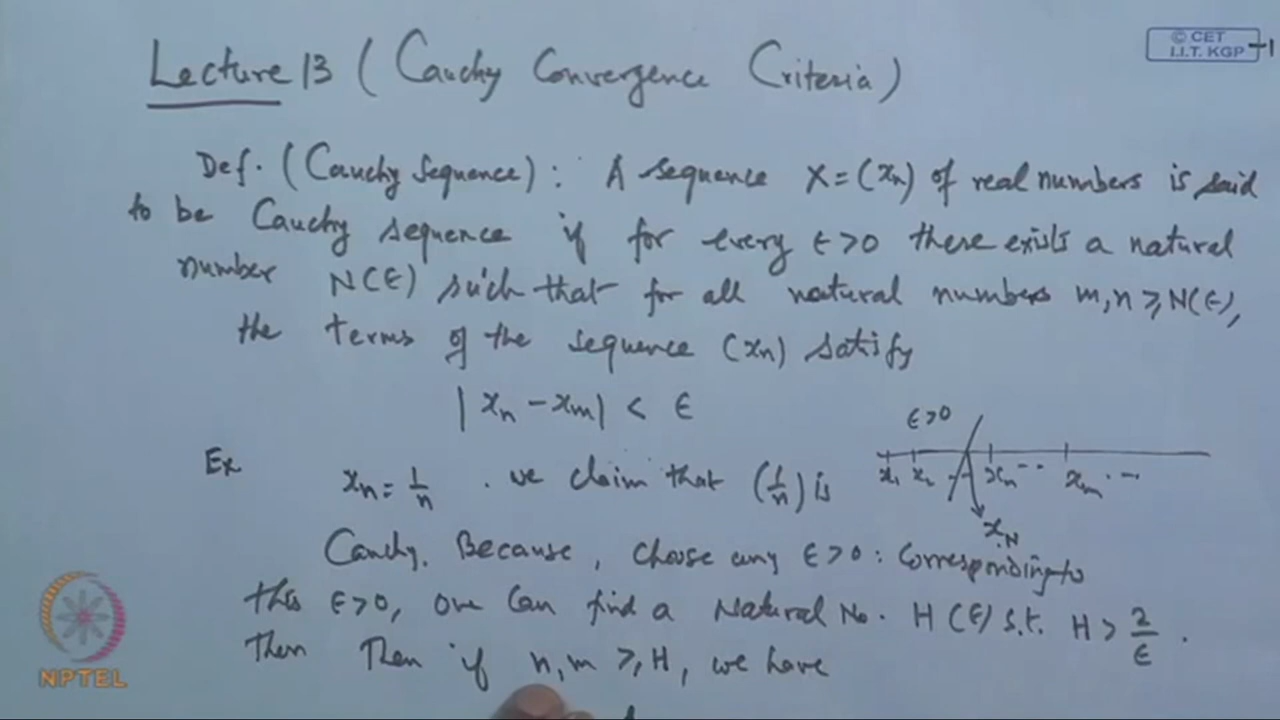 © CET
I.I.T. KGP
Lecture 13 (Cauchy Convergence Criteria)
Def. (Cauchy Sequence): A sequence X=(xn) of real numbers is said
to be Cauchy sequence if for every ε>0 there exists a natural
number N(ε) such that for all natural numbers m,n ≥ N(ε),
the terms of the sequence (xn) satisfy
|xn - xm| < ε
ε>0
x1 x2 xn -- xm ·--
xN
Ex xn = 1/n . we claim that (1/n) is
Cauchy. Because, choose any ε>0 : Corresponding to
this ε>0, one can find a Natural No. H(ε) s.t. H > 2/ε .
Then Then if n,m ≥ H, we have
NPTEL